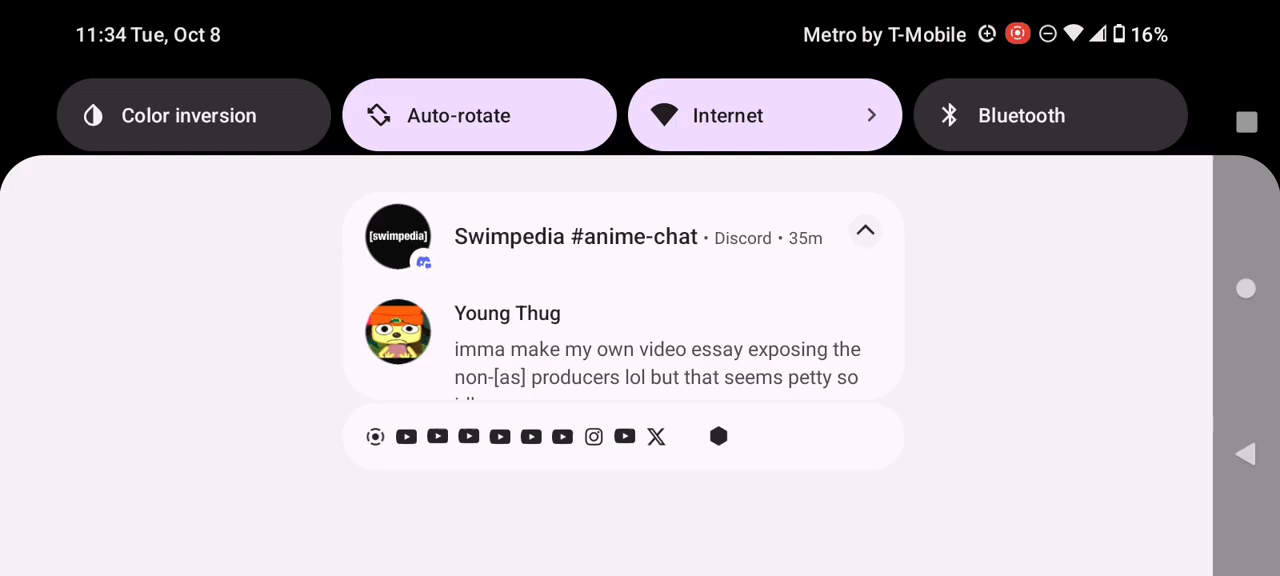 11:34 Tue, Oct 8
Metro by T-Mobile 16%
Color inversion
Auto-rotate
Internet
Bluetooth
[swimpedia]
Swimpedia #anime-chat • Discord • 35m
Young Thug
imma make my own video essay exposing the
non-[as] producers lol but that seems petty so